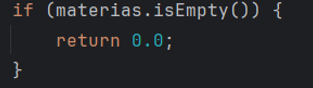 if (materias.isEmpty()) {
    return 0.0;
}